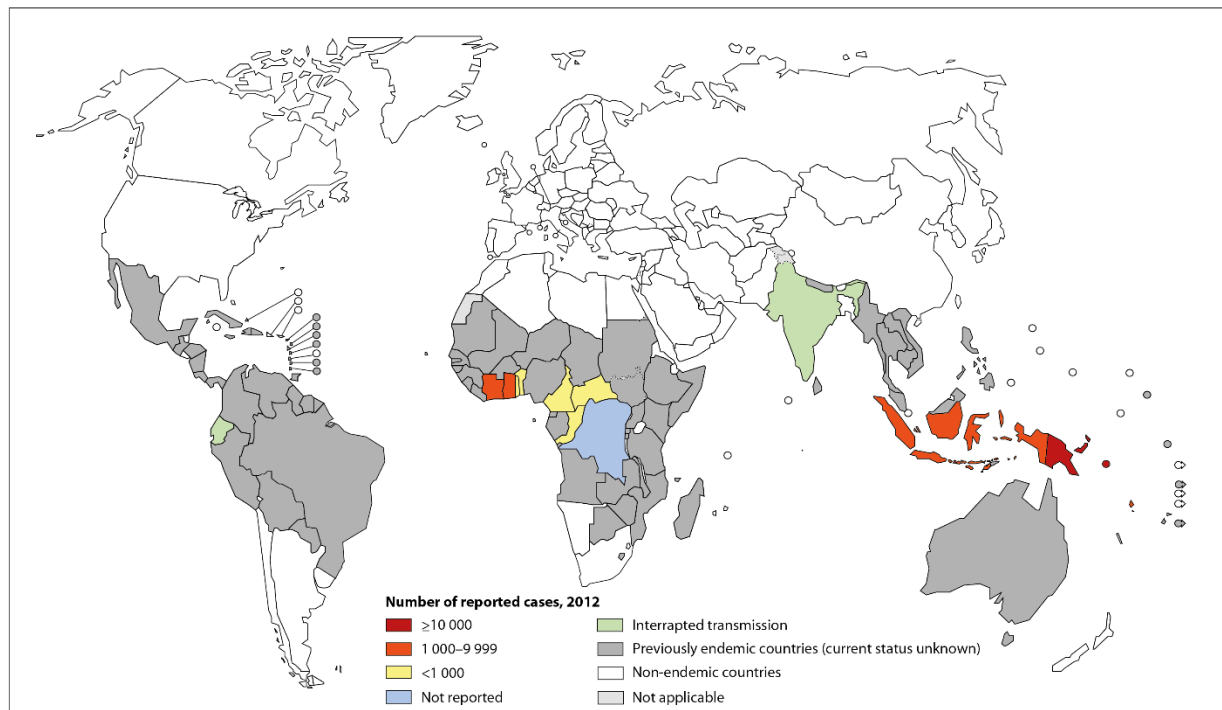 Number of reported cases, 2012
≥10 000
1 000–9 999
<1 000
Not reported
Interrapted transmission
Previously endemic countries (current status unknown)
Non-endemic countries
Not applicable